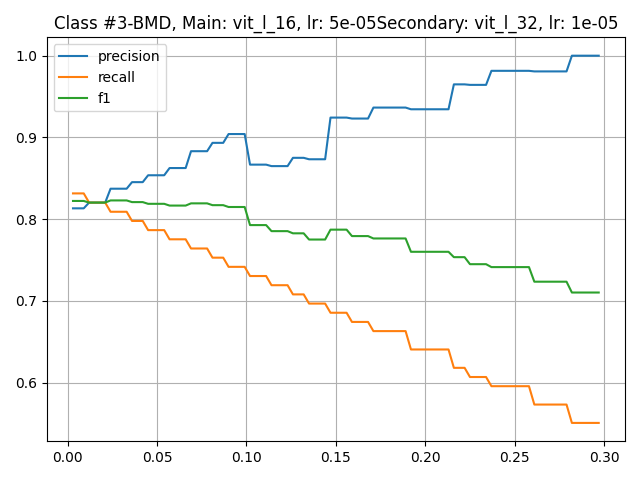 Class #3-BMD, Main: vit_l_16, lr: 5e-05Secondary: vit_l_32, lr: 1e-05
precision
recall
f1
1.0
0.9
0.8
0.7
0.6
0.00 0.05 0.10 0.15 0.20 0.25 0.30